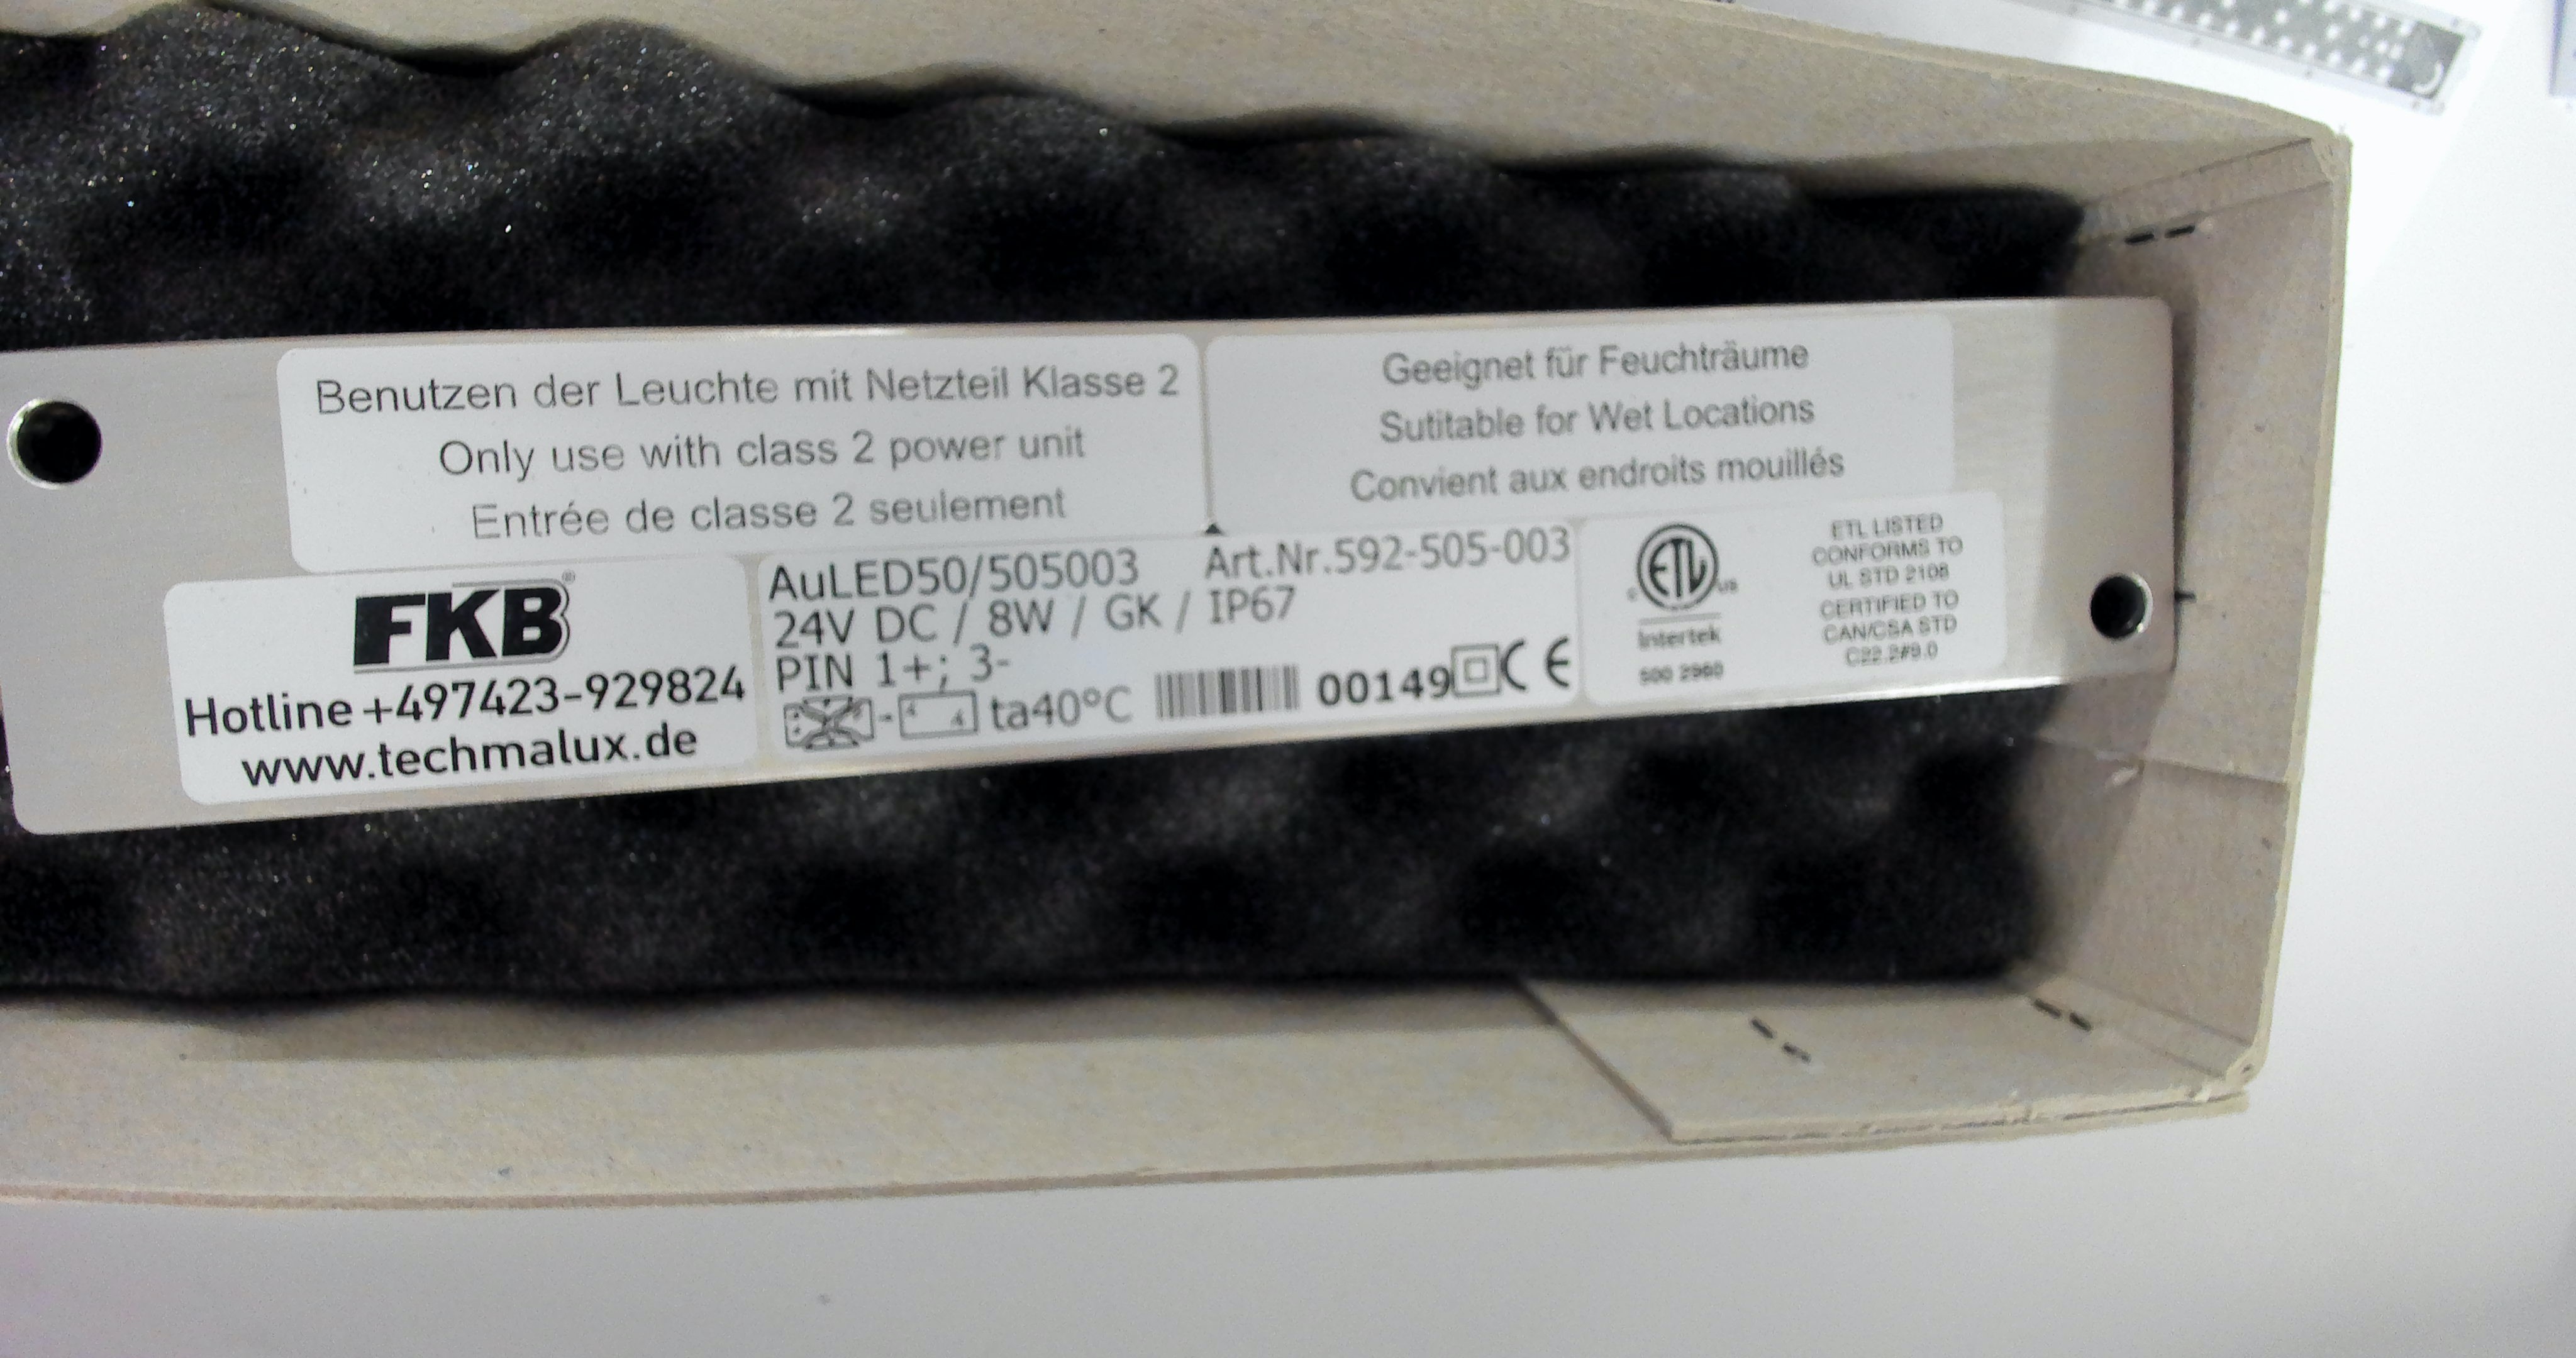 Benutzen der Leuchte mit Netzteil Klasse 2
Only use with class 2 power unit
Entrée de classe 2 seulement
Geeignet für Feuchträume
Sutitable for Wet Locations
Convient aux endroits mouillés
FKB®
Hotline +497423-929824
www.techmalux.de
AuLED50/505003 Art.Nr.592-505-003
24V DC / 8W / GK / IP67
PIN 1+; 3-
ta40°C 00149 CE
ETL
Intertek
500 2960
ETL LISTED
CONFORMS TO
UL STD 2108
CERTIFIED TO
CAN/CSA STD
C22.2#9.0